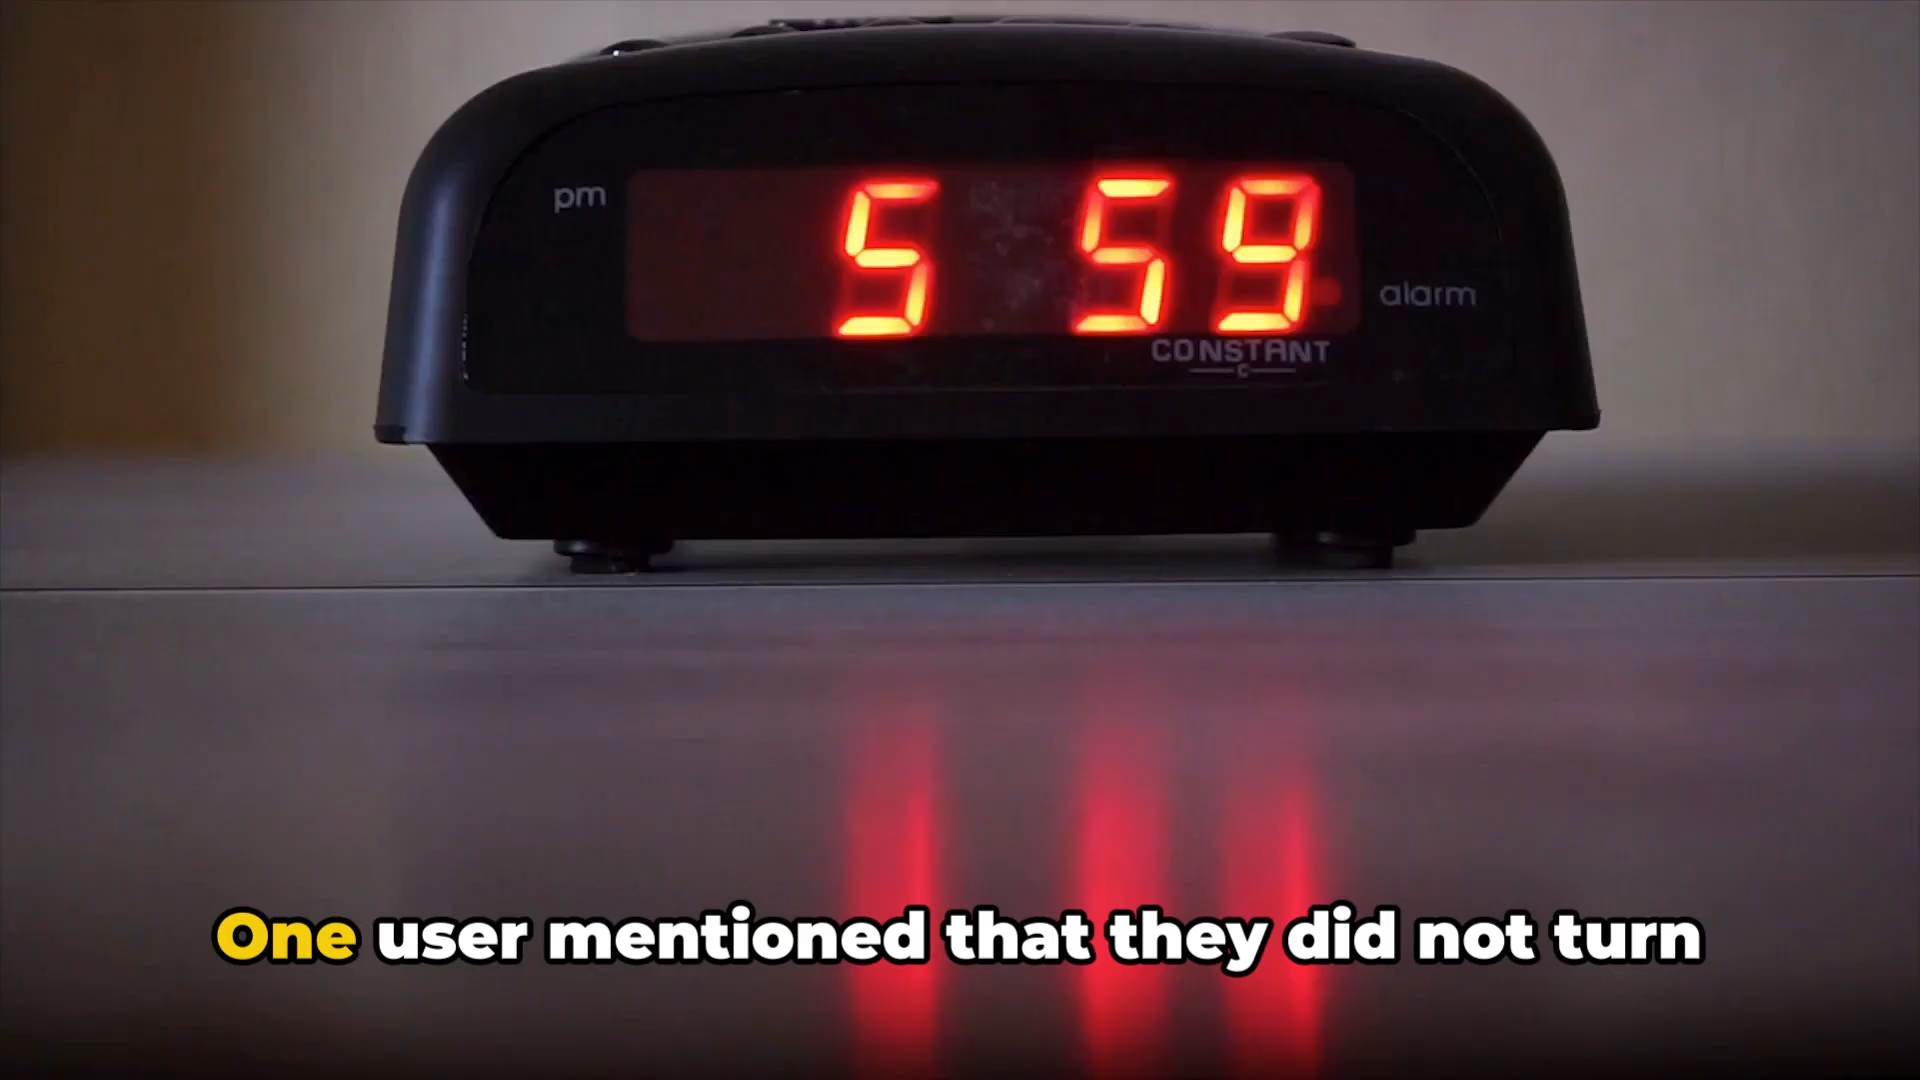 pm
5 59
alarm
CONSTANT
C
One user mentioned that they did not turn